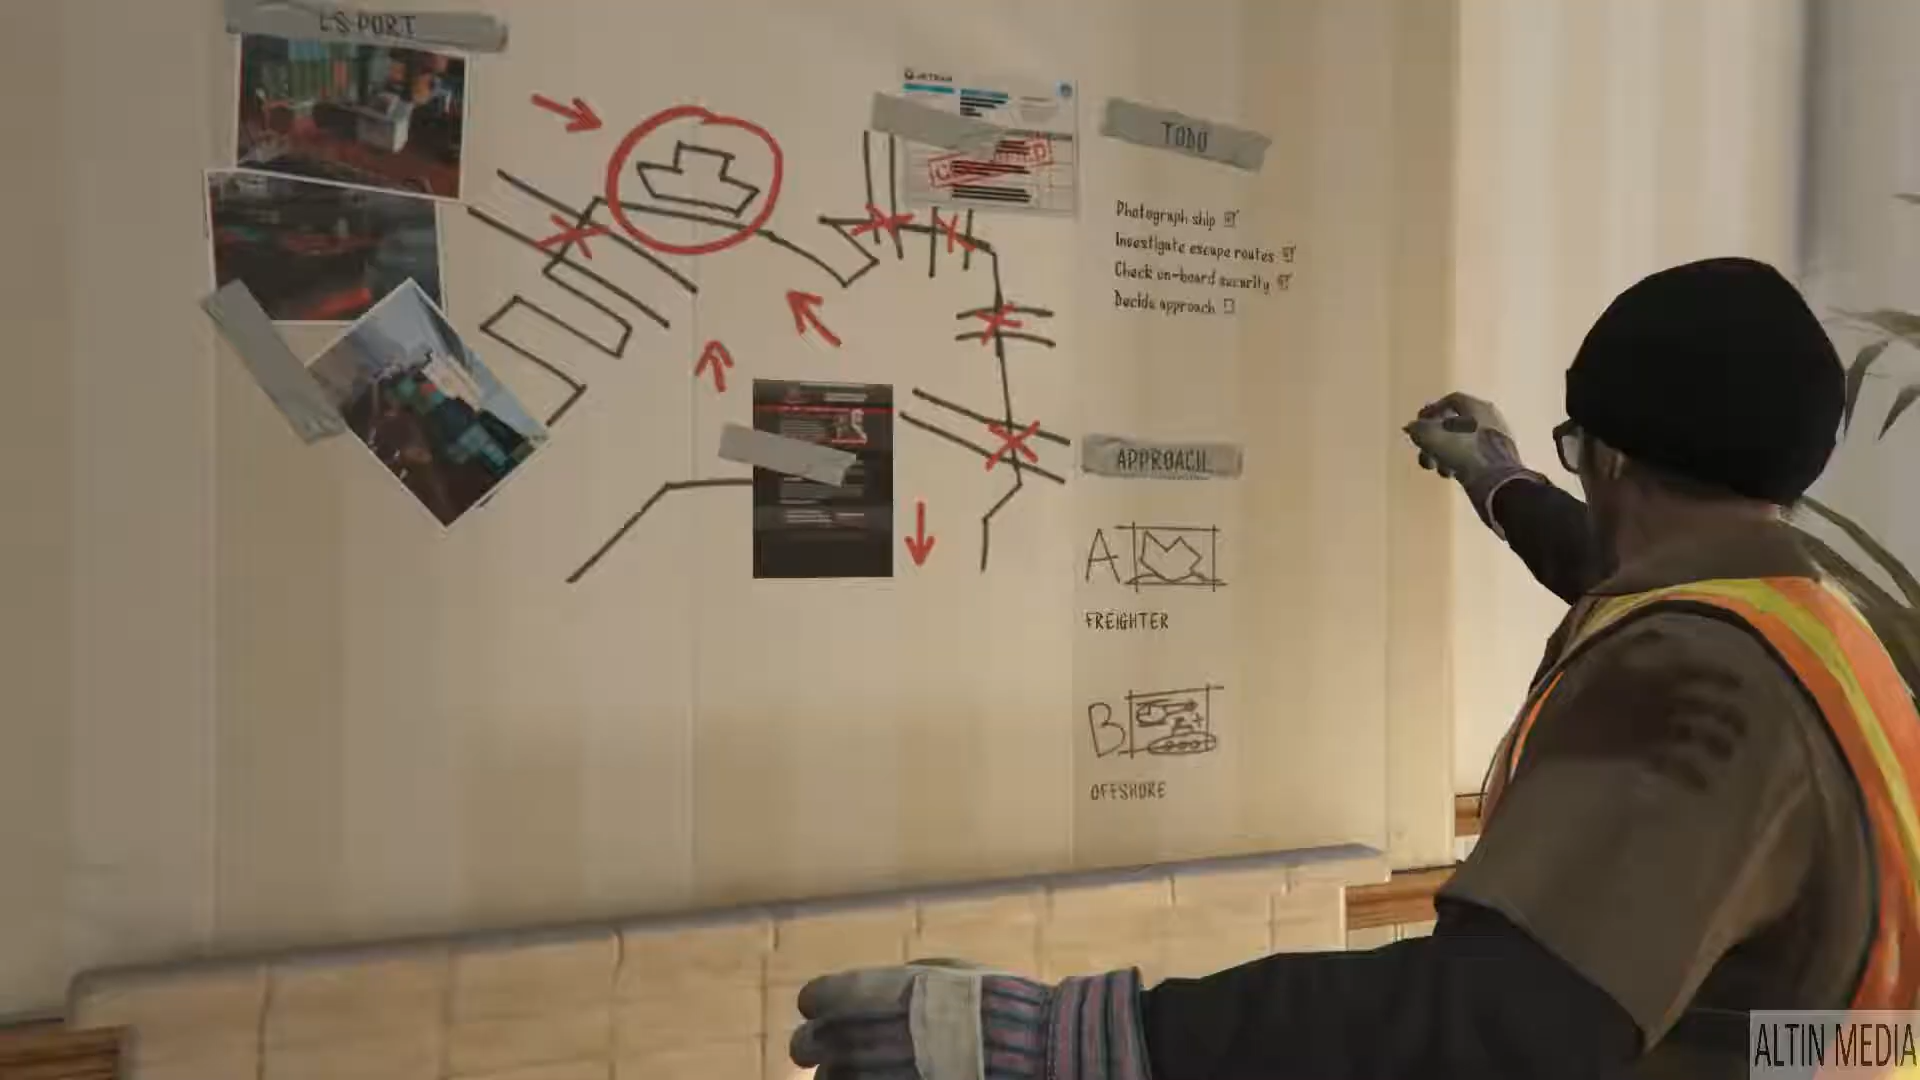 LS PORT
TODO
Photograph ship
Investigate escape routes
Check on-board security
Decide approach
APPROACH
A
FREIGHTER
B
OFFSHORE
ALTIN MEDIA